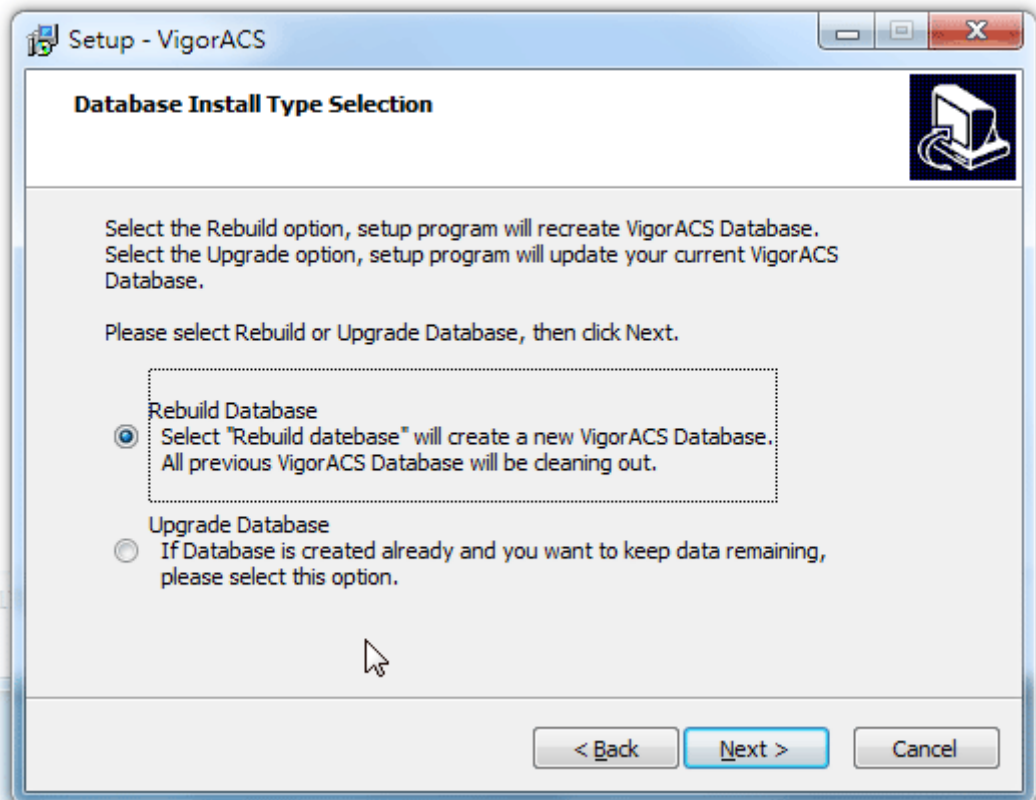 Setup - VigorACS
Database Install Type Selection
Select the Rebuild option, setup program will recreate VigorACS Database.
Select the Upgrade option, setup program will update your current VigorACS
Database.
Please select Rebuild or Upgrade Database, then click Next.
Rebuild Database
Select "Rebuild datebase" will create a new VigorACS Database.
All previous VigorACS Database will be cleaning out.
Upgrade Database
If Database is created already and you want to keep data remaining,
please select this option.
< Back Next > Cancel